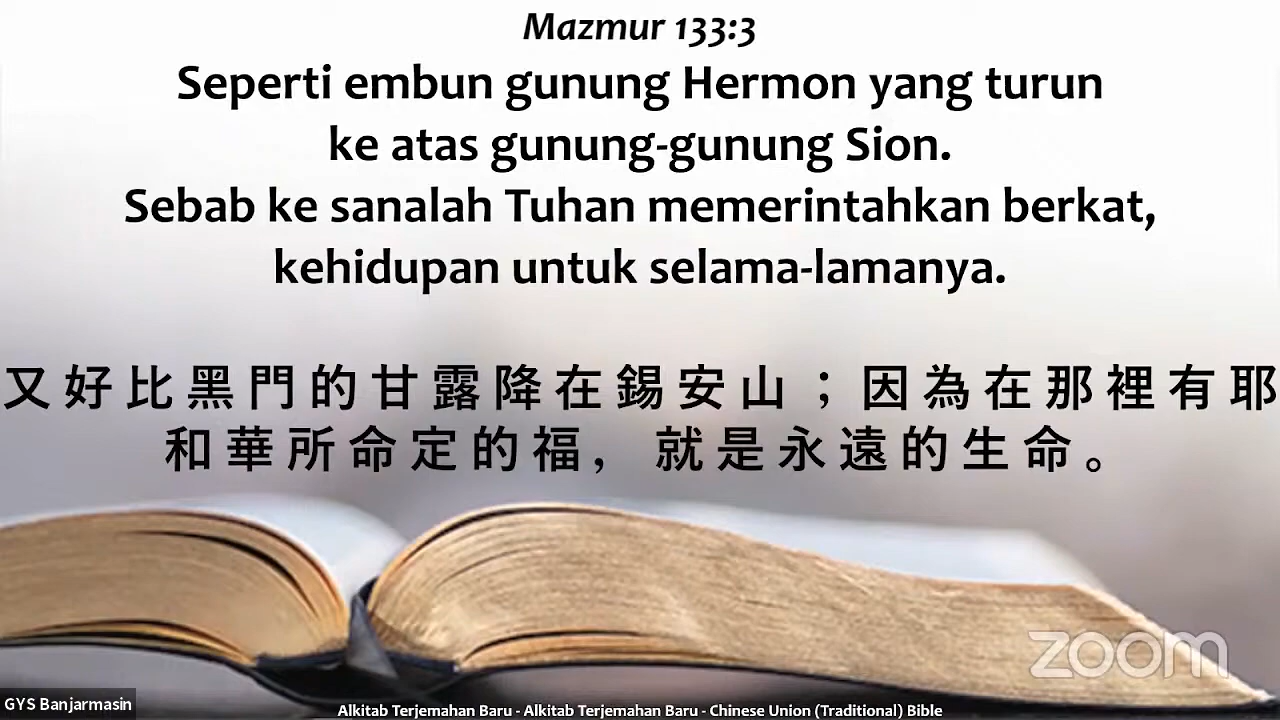 Mazmur 133:3
Seperti embun gunung Hermon yang turun
ke atas gunung-gunung Sion.
Sebab ke sanalah Tuhan memerintahkan berkat,
kehidupan untuk selama-lamanya.
又好比黑門的甘露降在錫安山；因為在那裡有耶
和華所命定的福，就是永遠的生命。
zoom
GYS Banjarmasin
Alkitab Terjemahan Baru - Alkitab Terjemahan Baru - Chinese Union (Traditional) Bible